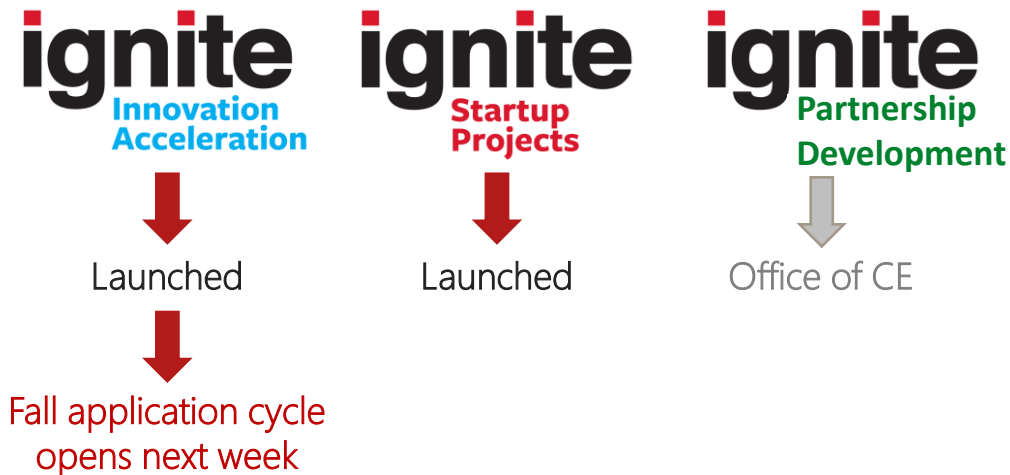 ignite
Innovation
Acceleration
Launched
Fall application cycle
opens next week
ignite
Startup
Projects
Launched
ignite
Partnership
Development
Office of CE